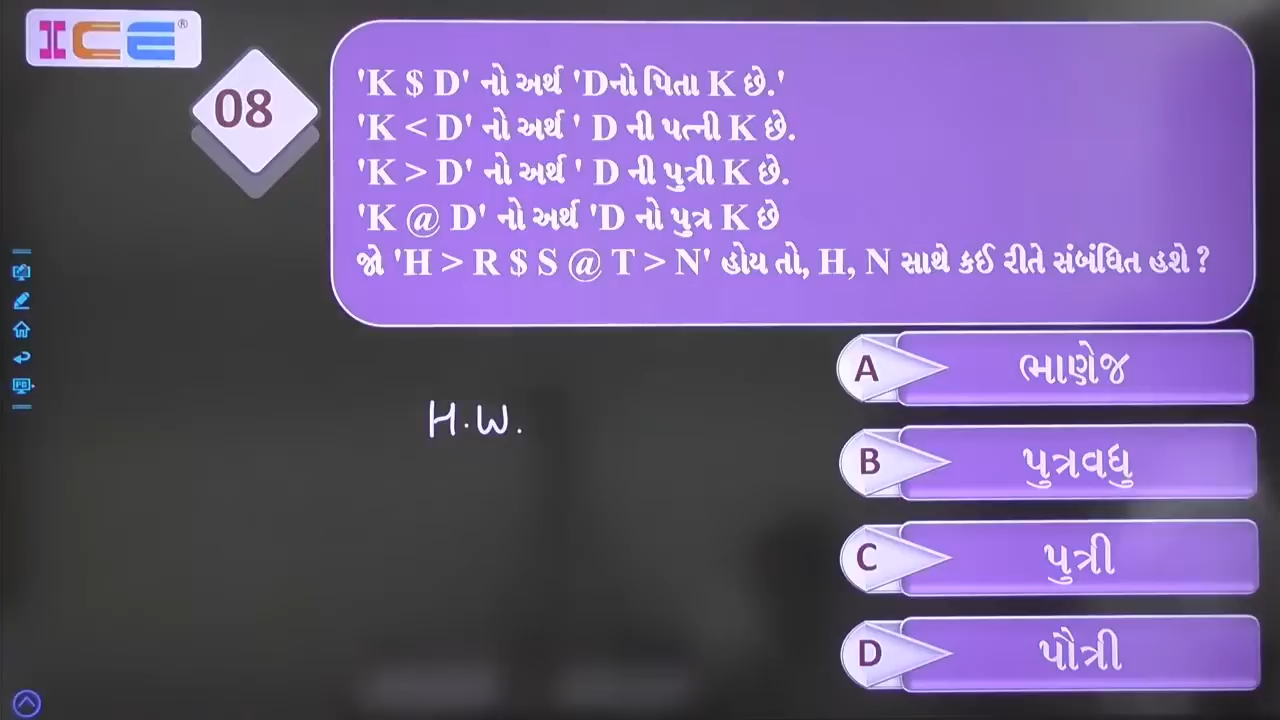 ICE®
08
'K $ D' નો અર્થ 'Dનો પિતા K છે.'
'K < D' નો અર્થ ' D ની પત્ની K છે.
'K > D' નો અર્થ ' D ની પુત્રી K છે.
'K @ D' નો અર્થ 'D નો પુત્ર K છે
જો 'H > R $ S @ T > N' હોય તો, H, N સાથે કઈ રીતે સંબંધિત હશે ?
A ભાણેજ
H.W.
B પુત્રવધુ
C પુત્રી
D પૌત્રી